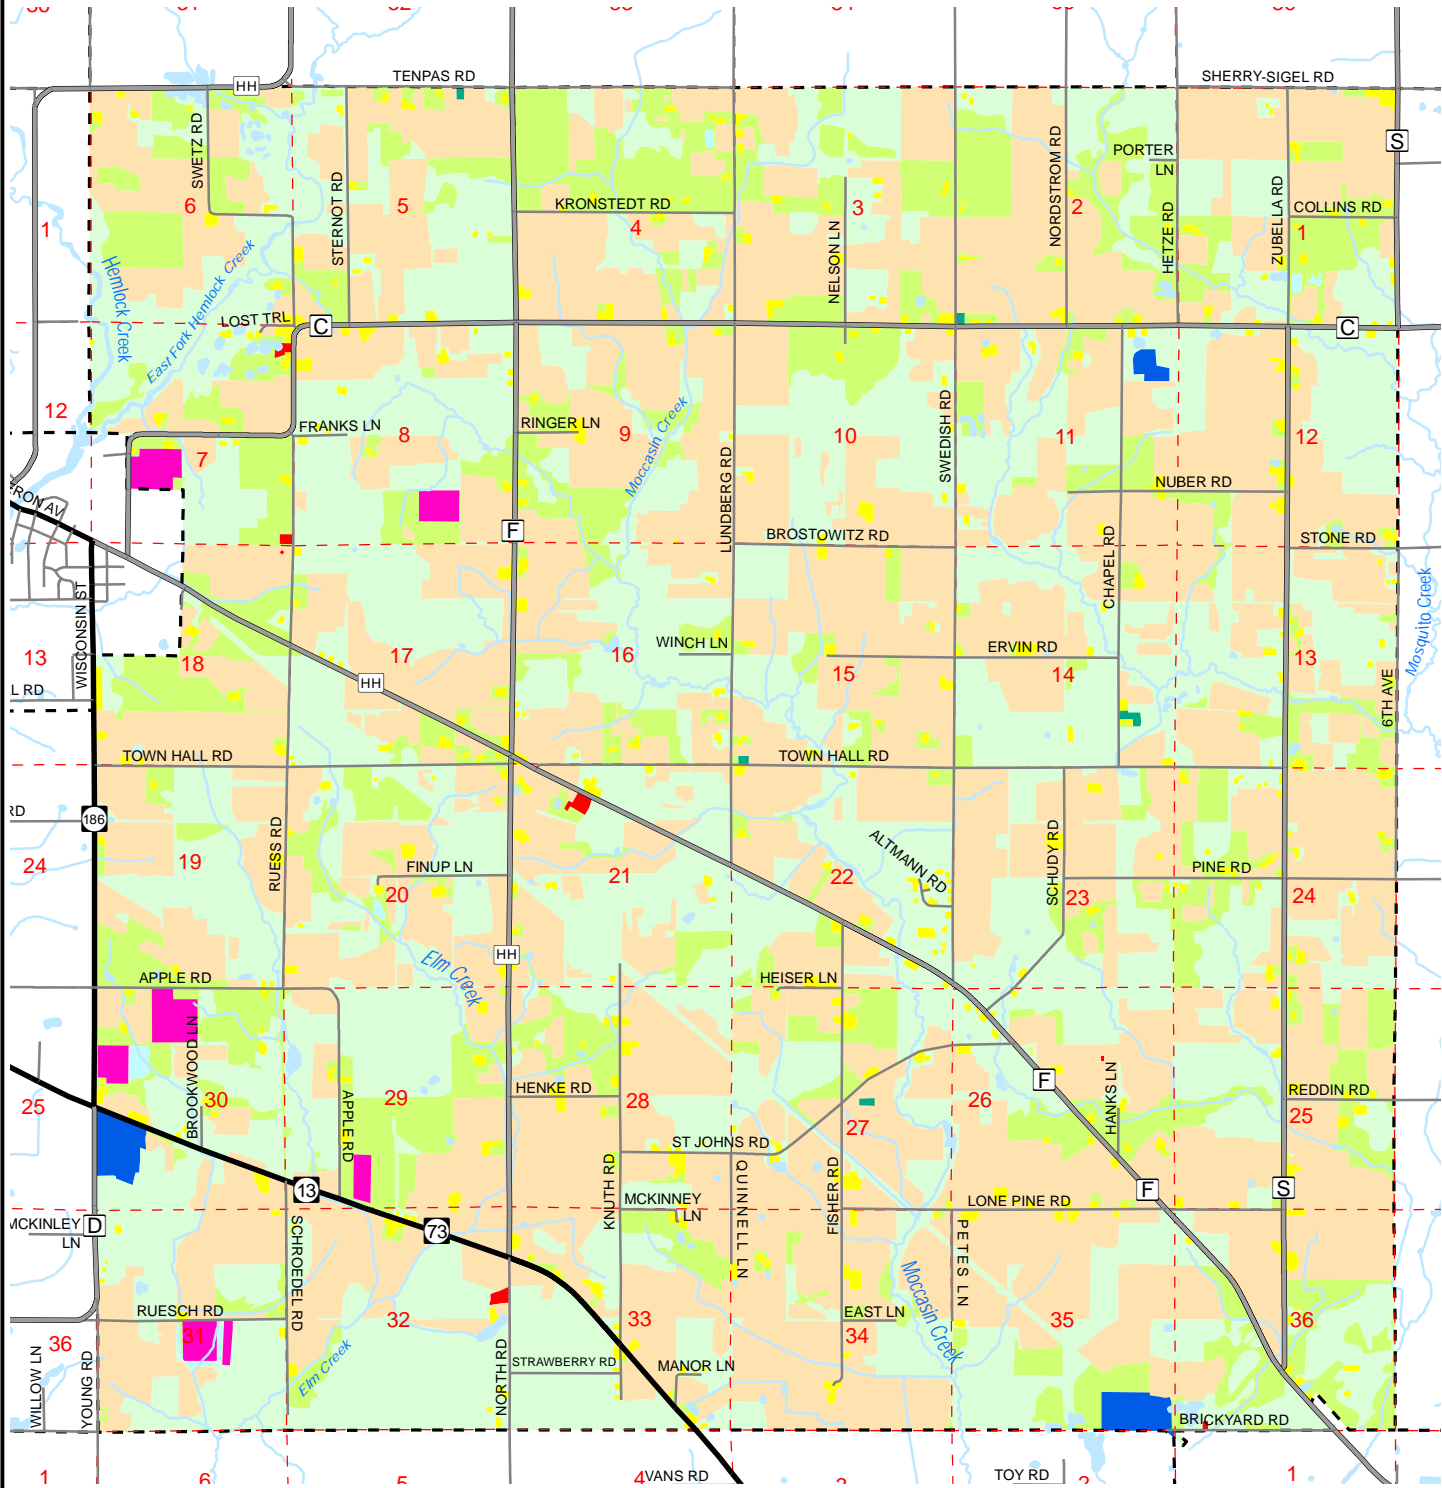 TENPAS RD
SHERRY-SIGEL RD
HH
S
SWETZ RD
STERNOT RD
NORDSTROM RD
PORTER
LN
HETZE RD
ZUBELLA RD
COLLINS RD
KRONSTEDT RD
NELSON LN
6
5
4
3
2
1
1
Hemlock Creek
East Fork Hemlock Creek
LOST TRL
C
C
12
7
8
9
10
11
12
FRANKS LN
RINGER LN
Moccasin Creek
LUNDBERG RD
SWEDISH RD
NUBER RD
F
BROSTOWITZ RD
CHAPEL RD
STONE RD
Mosquito Creek
WISCONSIN ST
WINCH LN
ERVIN RD
13
18
17
16
15
14
13
L RD
HH
6TH AVE
TOWN HALL RD
TOWN HALL RD
RD
186
RUESS RD
FINUP LN
ALTMANN RD
SCHUDY RD
PINE RD
24
19
20
21
22
23
24
Elm Creek
HH
APPLE RD
HEISER LN
BROOKWOOD LN
APPLE RD
HENKE RD
F
HANKS LN
REDDIN RD
25
30
29
28
27
26
25
ST JOHNS RD
KNUTH RD
QUINNELL LN
FISHER RD
13
F
S
MCKINNEY
LN
LONE PINE RD
MCKINLEY
LN
D
73
SCHROEDEL RD
PETES LN
Moccasin Creek
RUESCH RD
EAST LN
36
31
32
33
34
35
36
WILLOW LN
YOUNG RD
Elm Creek
NORTH RD
STRAWBERRY RD
MANOR LN
BRICKYARD RD
VANS RD
TOY RD
1
6
5
4
3
2
1